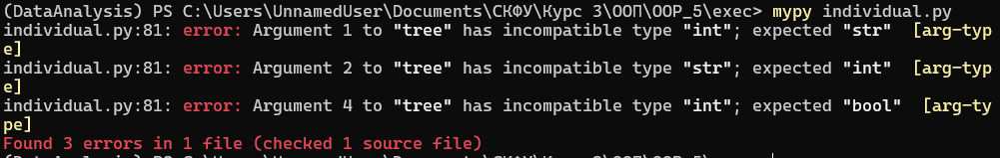 (DataAnalysis) PS C:\Users\UnnamedUser\Documents\СКФУ\Курс 3\ООП\OOP_5\exec> mypy individual.py
individual.py:81: error: Argument 1 to "tree" has incompatible type "int"; expected "str"  [arg-typ
e]
individual.py:81: error: Argument 2 to "tree" has incompatible type "str"; expected "int"  [arg-typ
e]
individual.py:81: error: Argument 4 to "tree" has incompatible type "int"; expected "bool"  [arg-ty
pe]
Found 3 errors in 1 file (checked 1 source file)